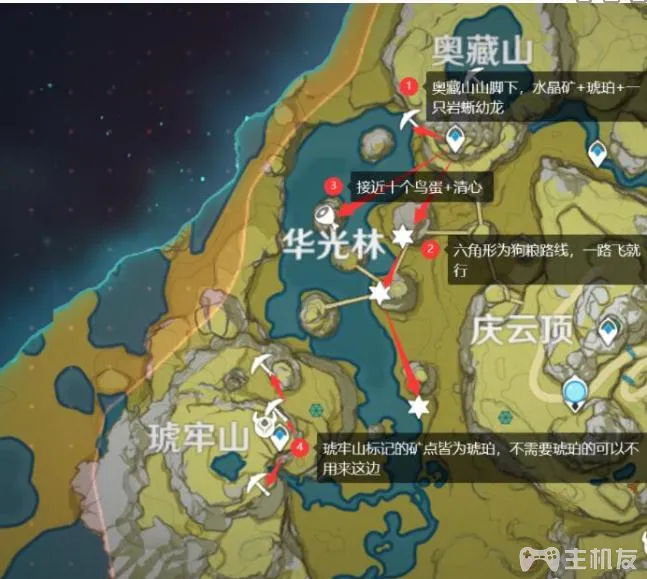 奥藏山
1
奥藏山山脚下，水晶矿+琥珀+一
只岩蜥幼龙
3
接近十个鸟蛋+清心
华光林
2
六角形为狗粮路线，一路飞就
行
庆云顶
琥牢山
4
琥牢山标记的矿点皆为琥珀，不需要琥珀的可以不
用来这边
主机友